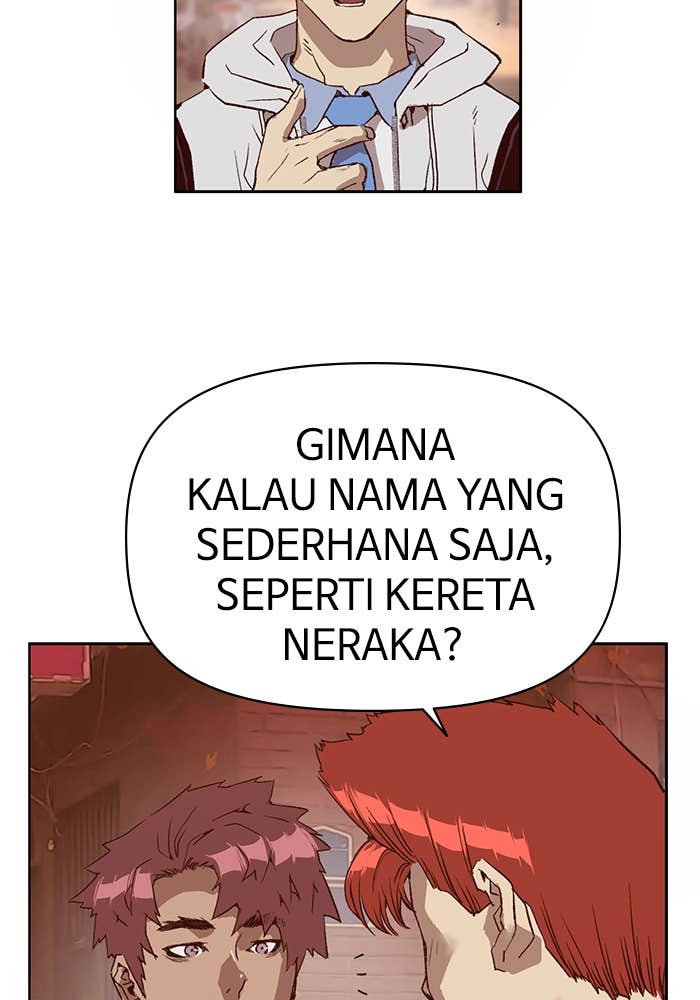 GIMANA
KALAU NAMA YANG
SEDERHANA SAJA,
SEPERTI KERETA
NERAKA?